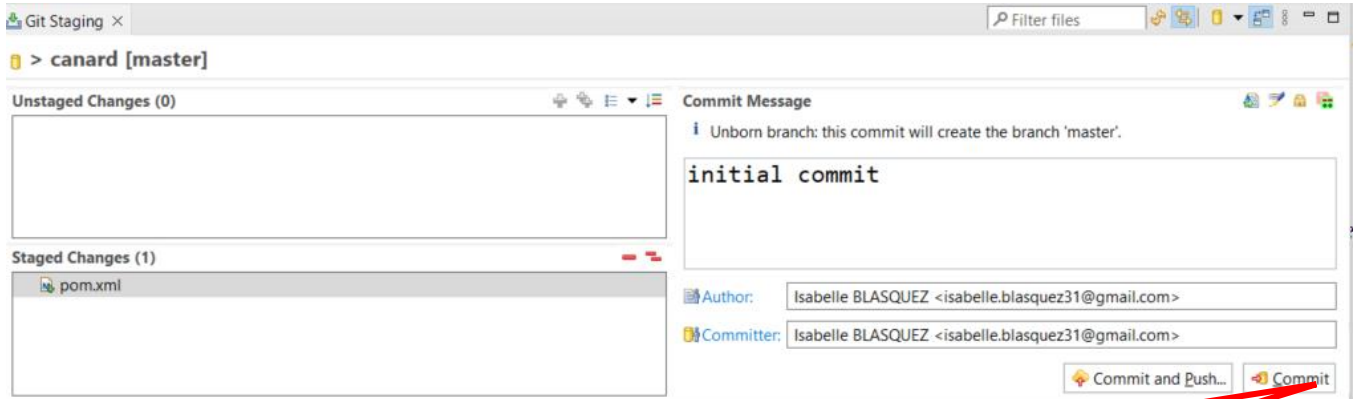 Git Staging
Filter files
> canard [master]
Unstaged Changes (0)
Staged Changes (1)
pom.xml
Commit Message
Unborn branch: this commit will create the branch 'master'.
initial commit
Author: Isabelle BLASQUEZ <isabelle.blasquez31@gmail.com>
Committer: Isabelle BLASQUEZ <isabelle.blasquez31@gmail.com>
Commit and Push... Commit